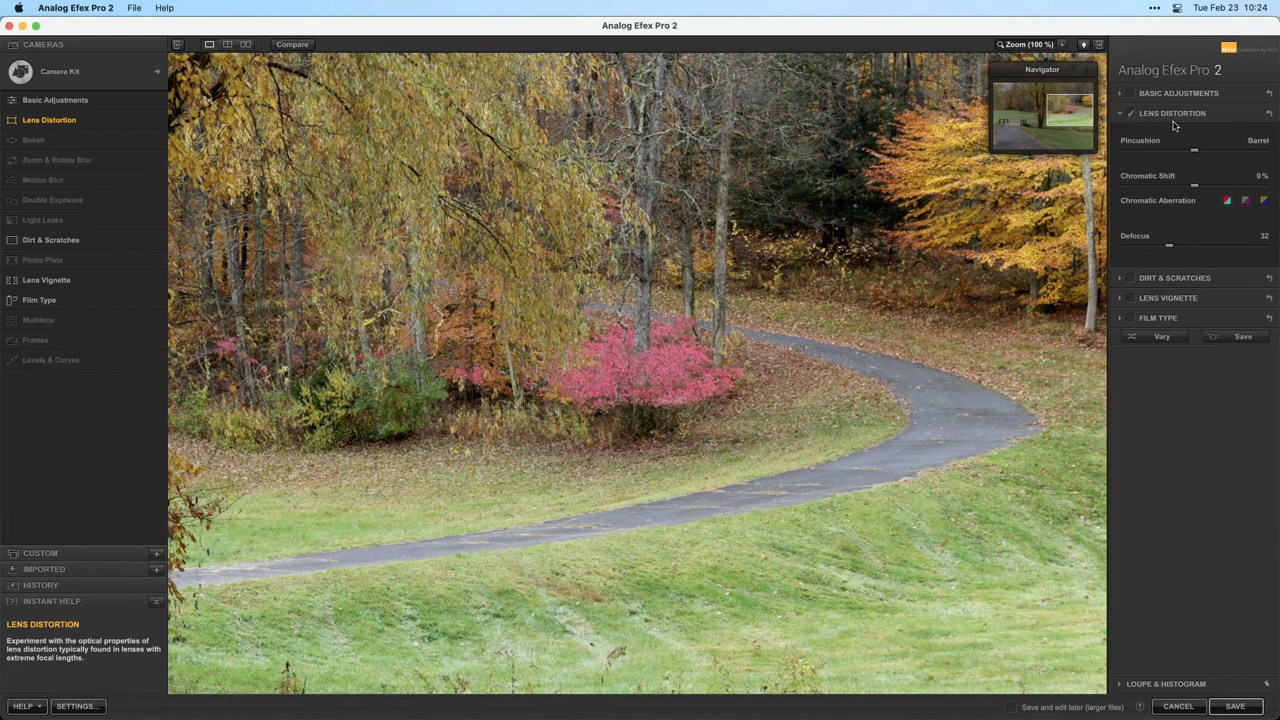 Analog Efex Pro 2 File Help
Tue Feb 23 10:24
Analog Efex Pro 2
CAMERAS
Compare
Zoom (100 %)
Camera Kit
Basic Adjustments
Lens Distortion
Bokeh
Zoom & Rotate Blur
Motion Blur
Double Exposure
Light Leaks
Dirt & Scratches
Photo Plate
Lens Vignette
Film Type
Multilens
Frames
Levels & Curves
CUSTOM
IMPORTED
HISTORY
INSTANT HELP
LENS DISTORTION
Experiment with the optical properties of
lens distortion typically found in lenses with
extreme focal lengths.
HELP
SETTINGS...
Navigator
Analog Efex Pro 2
BASIC ADJUSTMENTS
LENS DISTORTION
Pincushion Barrel
Chromatic Shift 0 %
Chromatic Aberration
Defocus 32
DIRT & SCRATCHES
LENS VIGNETTE
FILM TYPE
Vary Save
LOUPE & HISTOGRAM
Save and edit later (larger files)
CANCEL SAVE